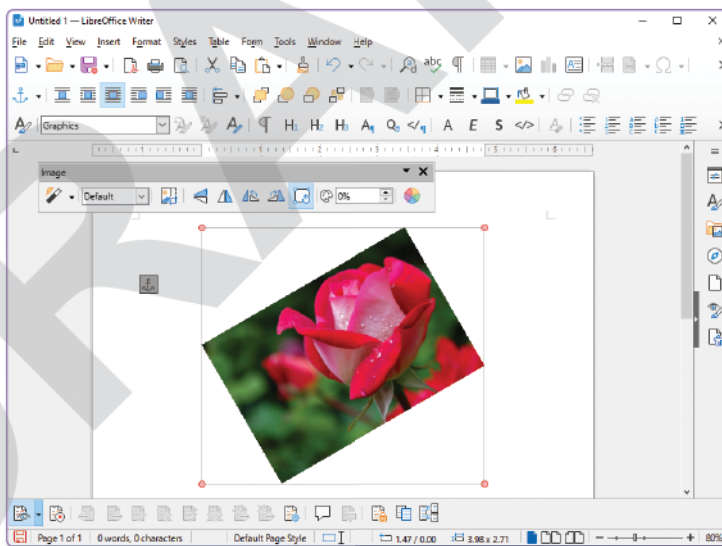 Untitled 1 — LibreOffice Writer
File Edit View Insert Format Styles Table Form Tools Window Help
Graphics
Image
Default
0%
Page 1 of 1 0 words, 0 characters Default Page Style 1.47 / 0.00 3.98 x 2.71 80%